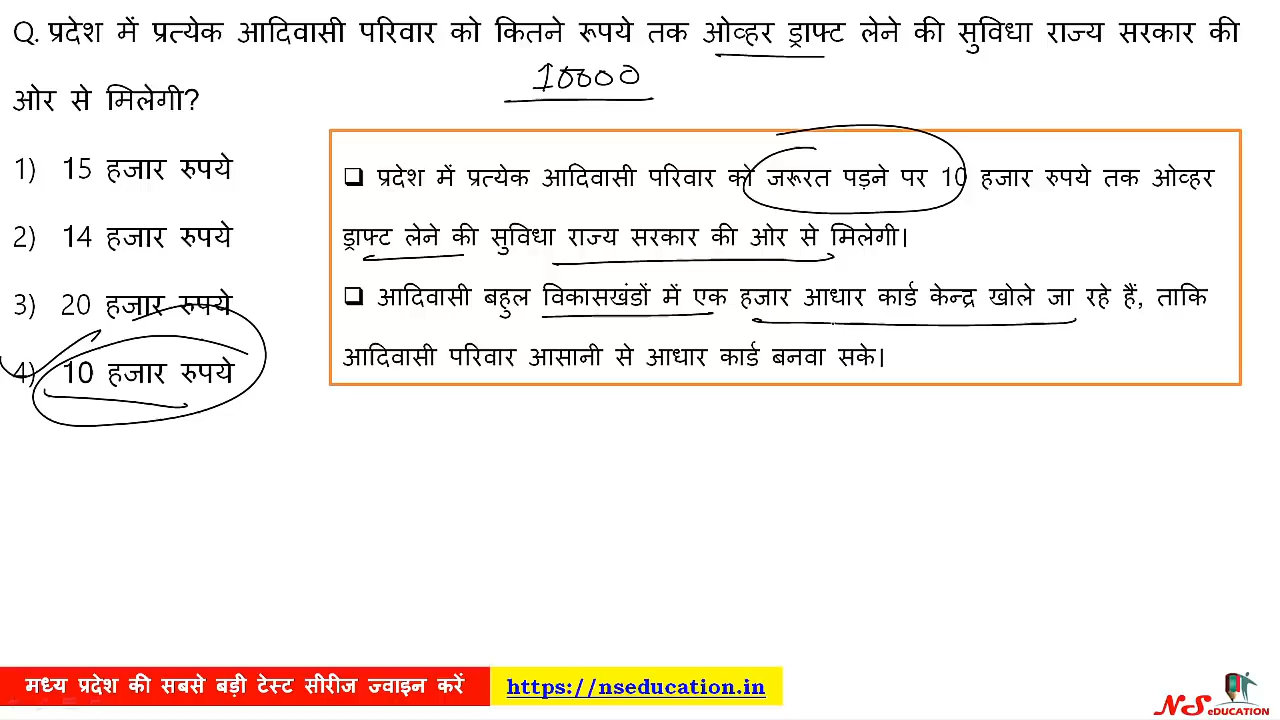 Q. प्रदेश में प्रत्येक आदिवासी परिवार को कितने रूपये तक ओव्हर ड्राफ्ट लेने की सुविधा राज्य सरकार की
ओर से मिलेगी?
10000
1) 15 हजार रुपये
2) 14 हजार रुपये
3) 20 हजार रुपये
4) 10 हजार रुपये
❑ प्रदेश में प्रत्येक आदिवासी परिवार को जरूरत पड़ने पर 10 हजार रुपये तक ओव्हर
ड्राफ्ट लेने की सुविधा राज्य सरकार की ओर से मिलेगी।
❑ आदिवासी बहुल विकासखंडों में एक हजार आधार कार्ड केन्द्र खोले जा रहे हैं, ताकि
आदिवासी परिवार आसानी से आधार कार्ड बनवा सके।
मध्य प्रदेश की सबसे बड़ी टेस्ट सीरीज ज्वाइन करें
https://nseducation.in
NS eDUCATION